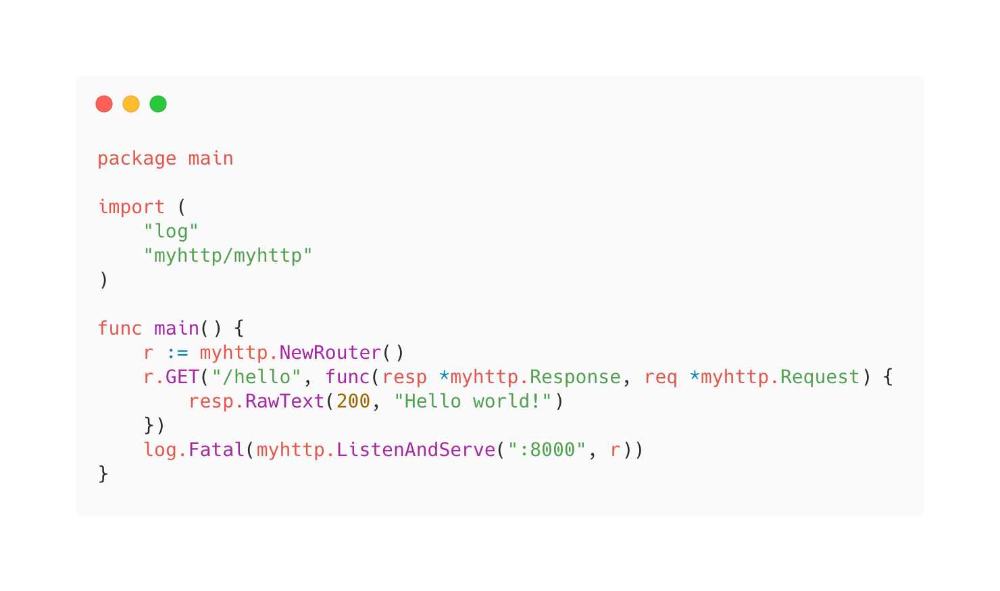 package main
import (
"log"
"myhttp/myhttp"
)
func main() {
r := myhttp.NewRouter()
r.GET("/hello", func(resp *myhttp.Response, req *myhttp.Request) {
resp.RawText(200, "Hello world!")
})
log.Fatal(myhttp.ListenAndServe(":8000", r))
}